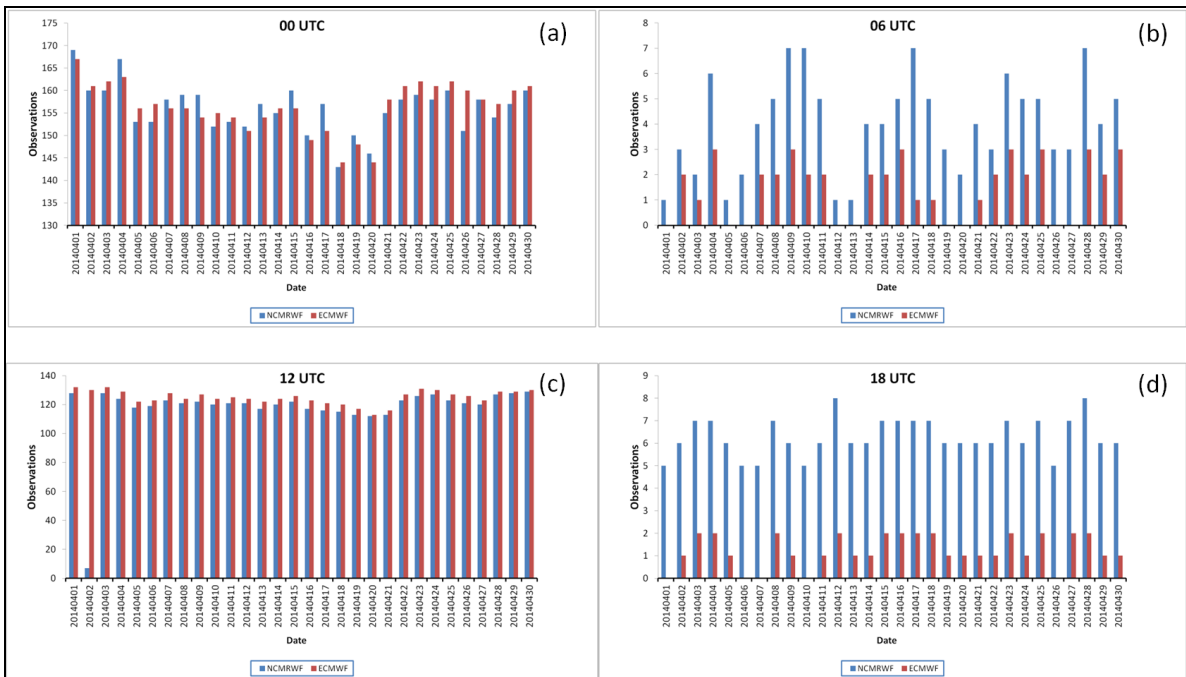 00 UTC
(a)
175
170
165
160
155
150
145
140
135
130
Observations
20140401 20140402 20140403 20140404 20140405 20140406 20140407 20140408 20140409 20140410 20140411 20140412 20140413 20140414 20140415 20140416 20140417 20140418 20140419 20140420 20140421 20140422 20140423 20140424 20140425 20140426 20140427 20140428 20140429 20140430
Date
NCMRWF ECMWF
06 UTC
(b)
8
7
6
5
4
3
2
1
0
Observations
20140401 20140402 20140403 20140404 20140405 20140406 20140407 20140408 20140409 20140410 20140411 20140412 20140413 20140414 20140415 20140416 20140417 20140418 20140419 20140420 20140421 20140422 20140423 20140424 20140425 20140426 20140427 20140428 20140429 20140430
Date
NCMRWF ECMWF
12 UTC
(c)
140
120
100
80
60
40
20
0
Observations
20140401 20140402 20140403 20140404 20140405 20140406 20140407 20140408 20140409 20140410 20140411 20140412 20140413 20140414 20140415 20140416 20140417 20140418 20140419 20140420 20140421 20140422 20140423 20140424 20140425 20140426 20140427 20140428 20140429 20140430
Date
NCMRWF ECMWF
18 UTC
(d)
9
8
7
6
5
4
3
2
1
0
Observations
20140401 20140402 20140403 20140404 20140405 20140406 20140407 20140408 20140409 20140410 20140411 20140412 20140413 20140414 20140415 20140416 20140417 20140418 20140419 20140420 20140421 20140422 20140423 20140424 20140425 20140426 20140427 20140428 20140429 20140430
Date
NCMRWF ECMWF